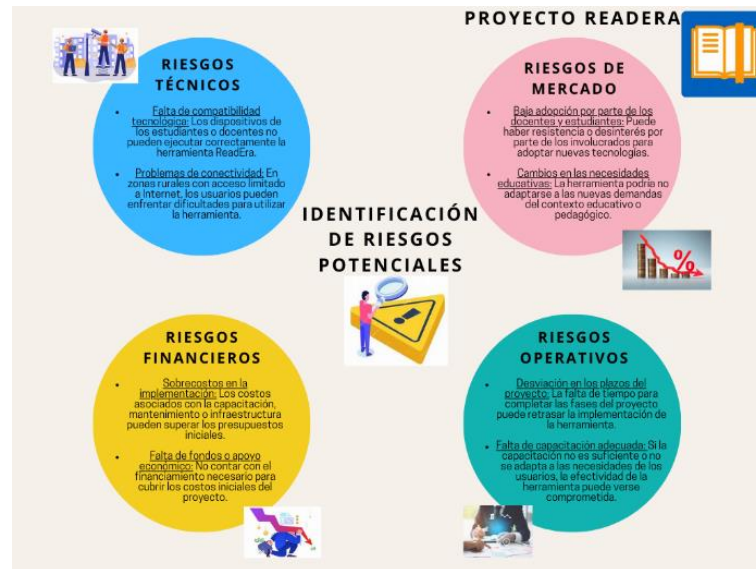 PROYECTO READERA
RIESGOS
TÉCNICOS
Falta de compatibilidad
tecnológica: Los dispositivos de
los estudiantes o docentes no
pueden ejecutar correctamente la
herramienta ReadEra.
Problemas de conectividad: En
zonas rurales con acceso limitado
a Internet, los usuarios pueden
enfrentar dificultades para utilizar
la herramienta.
RIESGOS DE
MERCADO
Baja adopción por parte de los
docentes y estudiantes: Puede
haber resistencia o desinterés por
parte de los involucrados para
adoptar nuevas tecnologías.
Cambios en las necesidades
educativas: La herramienta podría no
adaptarse a las nuevas demandas
del contexto educativo o
pedagógico.
%
IDENTIFICACIÓN
DE RIESGOS
POTENCIALES
RIESGOS
FINANCIEROS
Sobrecostos en la
implementación: Los costos
asociados con la capacitación,
mantenimiento o infraestructura
pueden superar los presupuestos
iniciales.
Falta de fondos o apoyo
económico: No contar con el
financiamiento necesario para
cubrir los costos iniciales del
proyecto.
RIESGOS
OPERATIVOS
Desviación en los plazos del
proyecto: La falta de tiempo para
completar las fases del proyecto
puede retrasar la implementación de
la herramienta.
Falta de capacitación adecuada: Si la
capacitación no es suficiente o no
se adapta a las necesidades de los
usuarios, la efectividad de la
herramienta puede verse
comprometida.